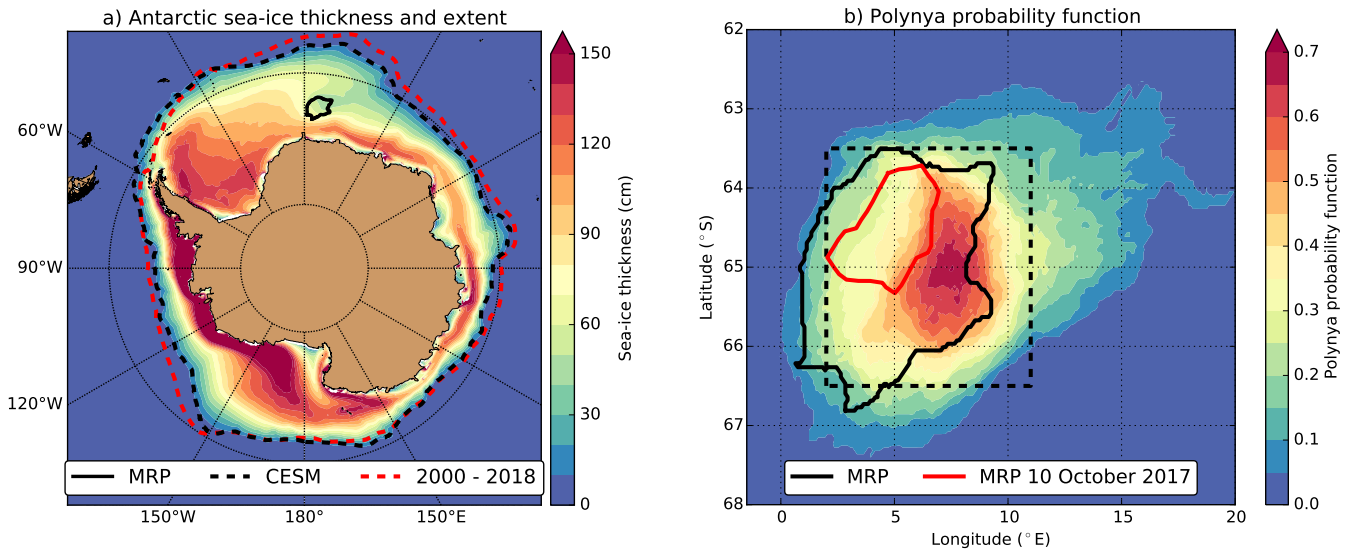 a) Antarctic sea-ice thickness and extent
60°W
90°W
120°W
150°W
180°
150°E
MRP
CESM
2000 - 2018
150
120
90
60
30
0
Sea-ice thickness (cm)
b) Polynya probability function
62
63
64
65
66
67
68
Latitude (°S)
0
5
10
15
20
Longitude (°E)
MRP
MRP 10 October 2017
0.7
0.6
0.5
0.4
0.3
0.2
0.1
0.0
Polynya probability function